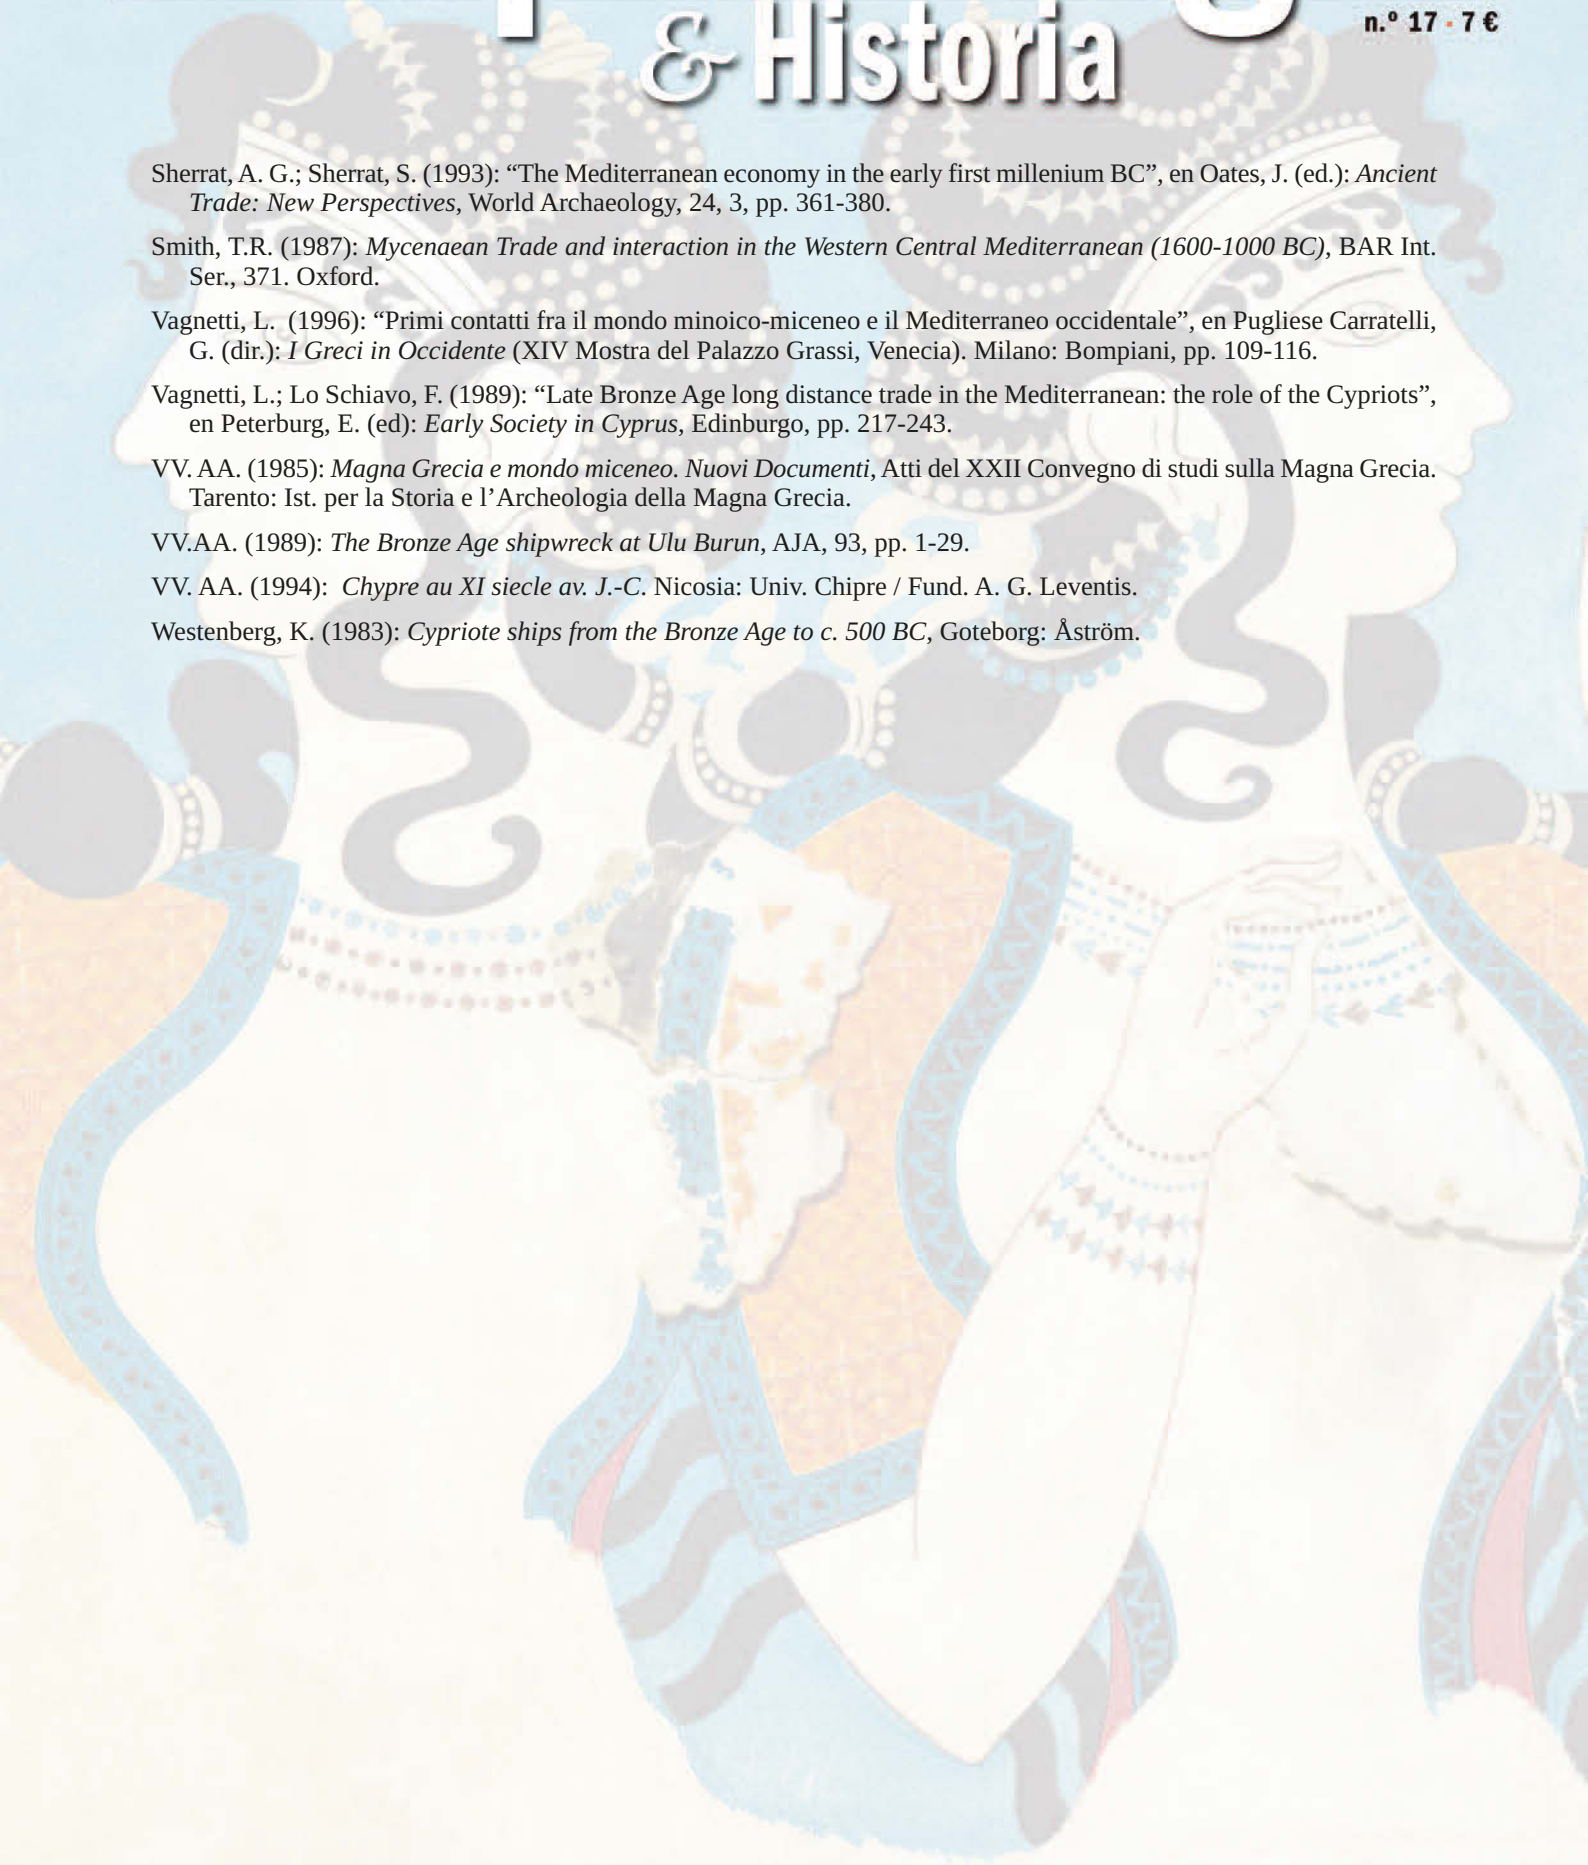 n.º 17 · 7 €
& Historia
Sherrat, A. G.; Sherrat, S. (1993): “The Mediterranean economy in the early first millenium BC”, en Oates, J. (ed.): Ancient
Trade: New Perspectives, World Archaeology, 24, 3, pp. 361-380.
Smith, T.R. (1987): Mycenaean Trade and interaction in the Western Central Mediterranean (1600-1000 BC), BAR Int.
Ser., 371. Oxford.
Vagnetti, L. (1996): “Primi contatti fra il mondo minoico-miceneo e il Mediterraneo occidentale”, en Pugliese Carratelli,
G. (dir.): I Greci in Occidente (XIV Mostra del Palazzo Grassi, Venecia). Milano: Bompiani, pp. 109-116.
Vagnetti, L.; Lo Schiavo, F. (1989): “Late Bronze Age long distance trade in the Mediterranean: the role of the Cypriots”,
en Peterburg, E. (ed): Early Society in Cyprus, Edinburgo, pp. 217-243.
VV. AA. (1985): Magna Grecia e mondo miceneo. Nuovi Documenti, Atti del XXII Convegno di studi sulla Magna Grecia.
Tarento: Ist. per la Storia e l’Archeologia della Magna Grecia.
VV.AA. (1989): The Bronze Age shipwreck at Ulu Burun, AJA, 93, pp. 1-29.
VV. AA. (1994): Chypre au XI siecle av. J.-C. Nicosia: Univ. Chipre / Fund. A. G. Leventis.
Westenberg, K. (1983): Cypriote ships from the Bronze Age to c. 500 BC, Goteborg: Åström.